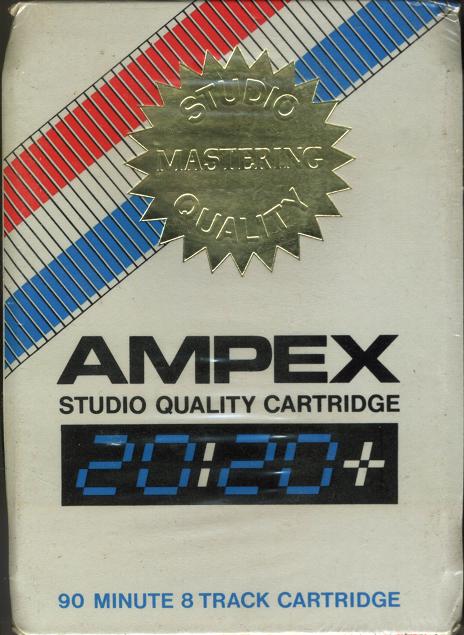 STUDIO
MASTERING
QUALITY
AMPEX
STUDIO QUALITY CARTRIDGE
20:20+
90 MINUTE 8 TRACK CARTRIDGE